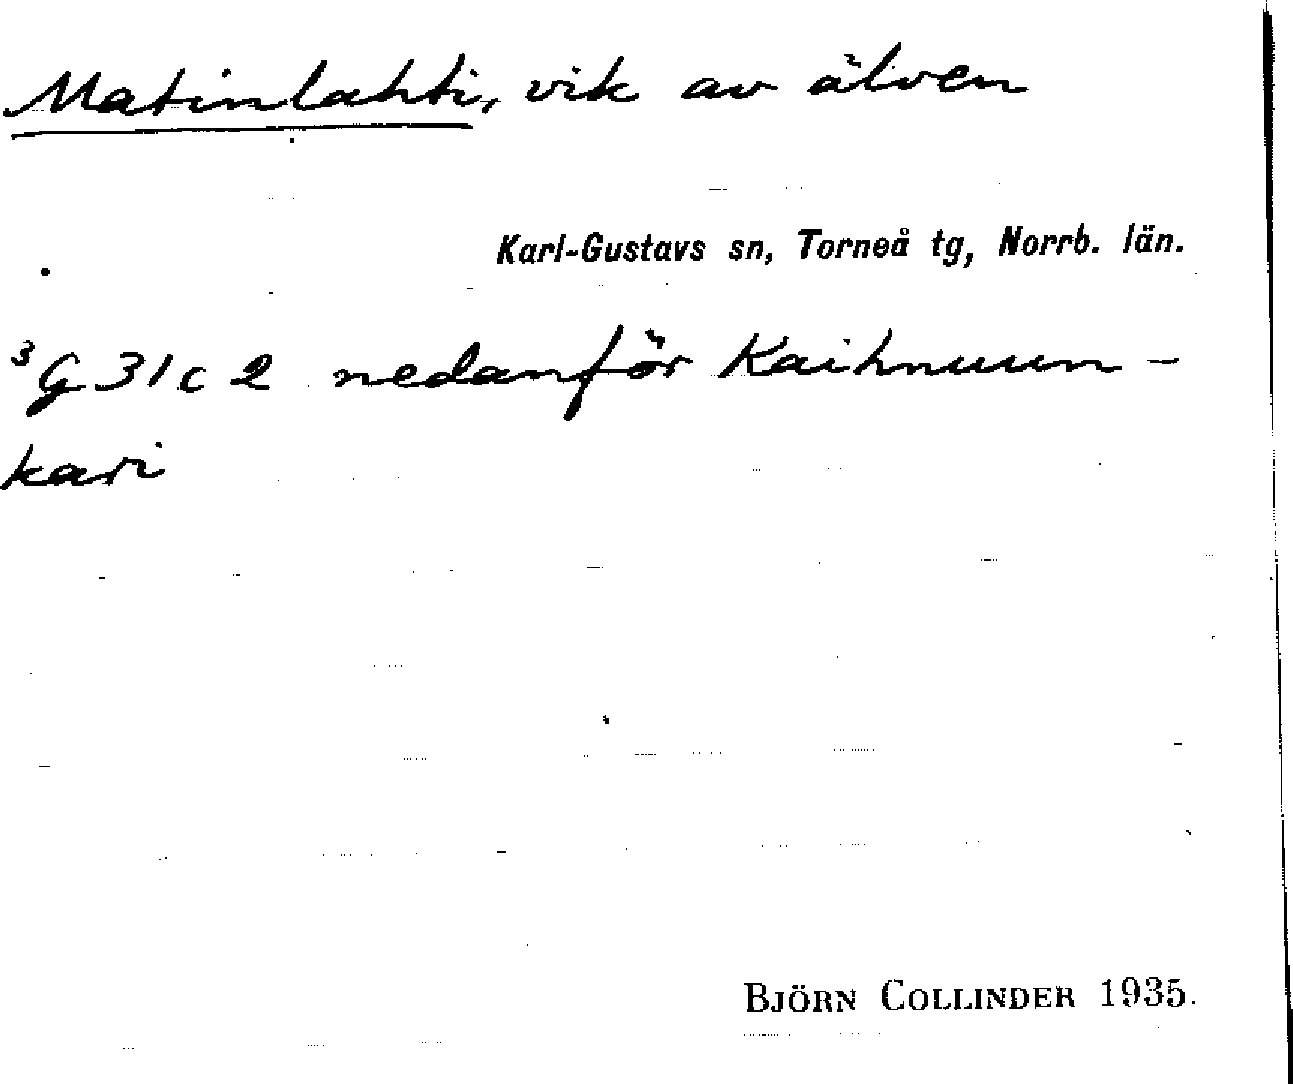 Matinlahti, vik av älven
Karl-Gustavs sn, Torneå tg, Norrb. län.
³G 31 c 2 nedanför Kaihnuun-
kari
BJÖRN COLLINDER 1935.